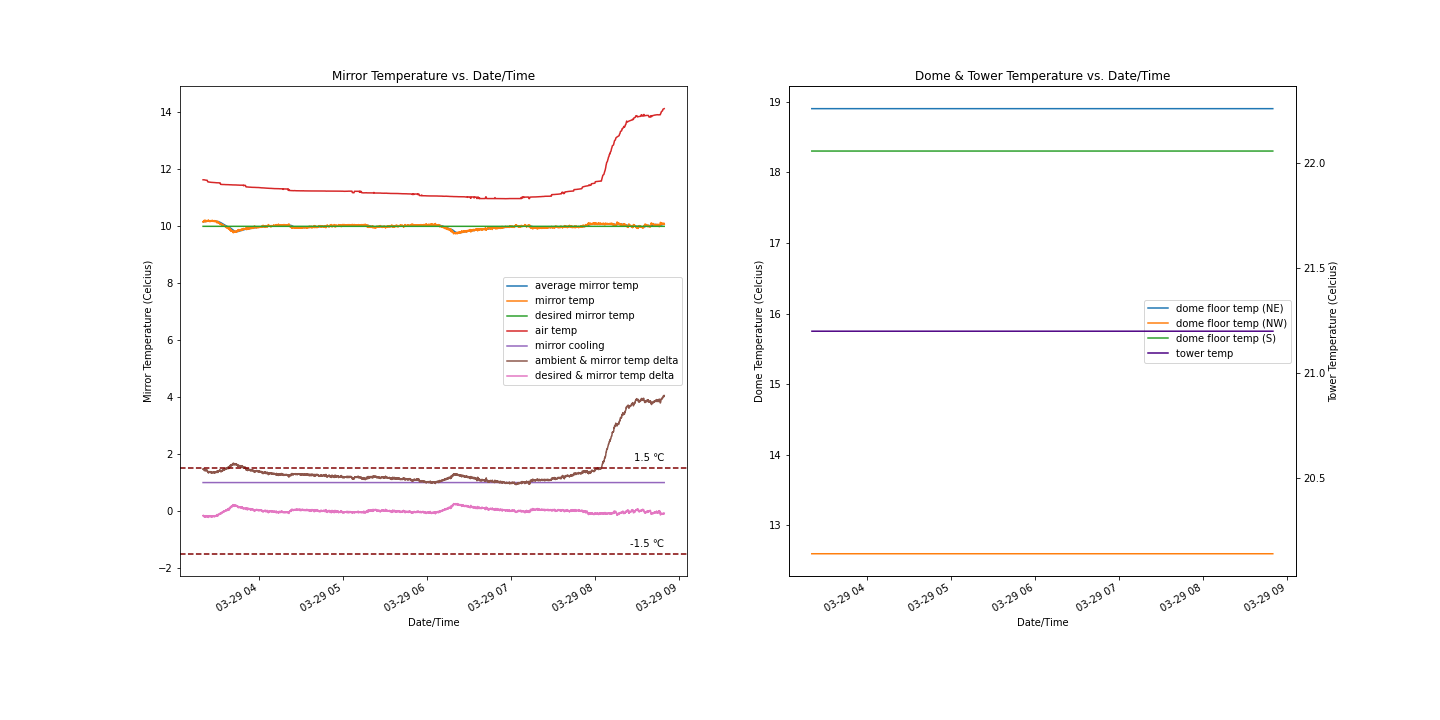 Mirror Temperature vs. Date/Time
Mirror Temperature (Celcius)
14
12
10
8
6
4
2
0
−2
average mirror temp
mirror temp
desired mirror temp
air temp
mirror cooling
ambient & mirror temp delta
desired & mirror temp delta
1.5 °C
-1.5 °C
03-29 04
03-29 05
03-29 06
03-29 07
03-29 08
03-29 09
Date/Time
Dome & Tower Temperature vs. Date/Time
Dome Temperature (Celcius)
19
18
17
16
15
14
13
dome floor temp (NE)
dome floor temp (NW)
dome floor temp (S)
tower temp
22.0
21.5
21.0
20.5
Tower Temperature (Celcius)
03-29 04
03-29 05
03-29 06
03-29 07
03-29 08
03-29 09
Date/Time